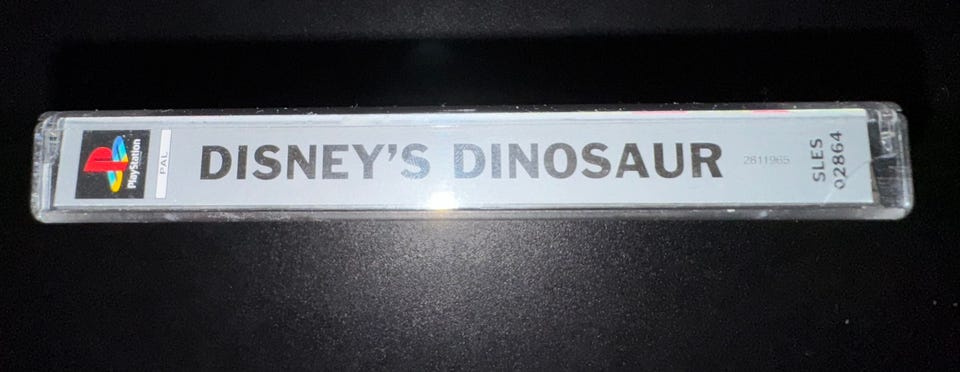 PlayStation
PAL
DISNEY'S DINOSAUR
2811965
SLES
02864